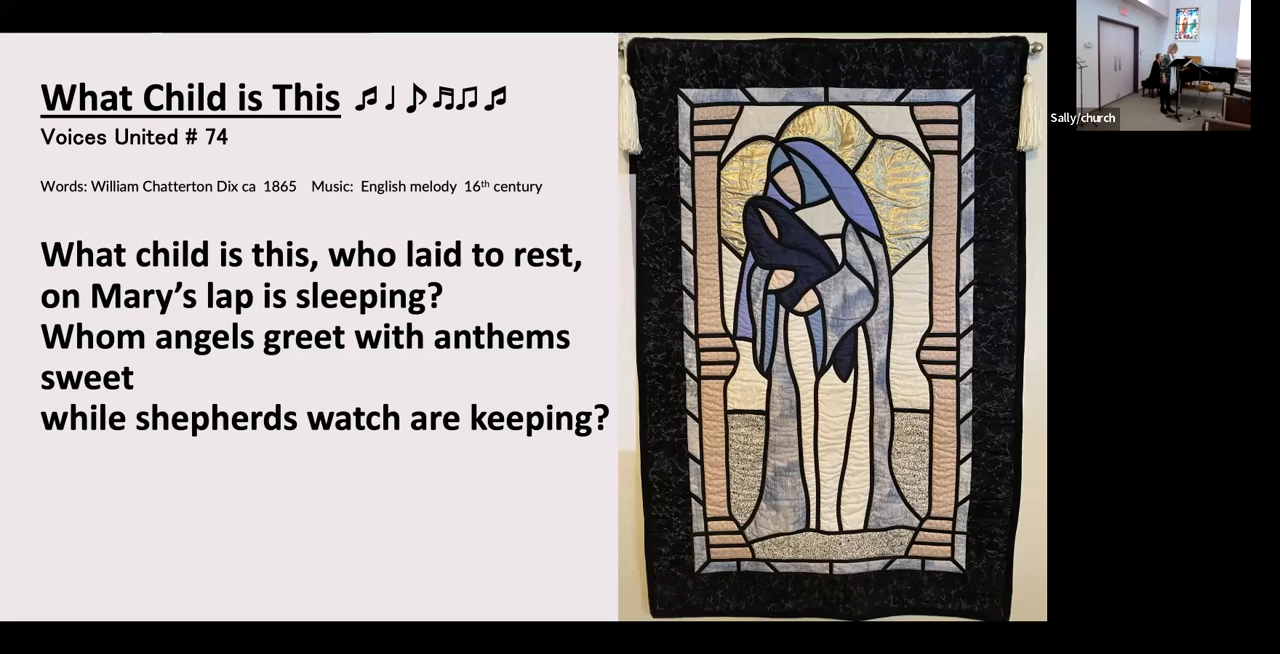 What Child is This
Voices United # 74
Words: William Chatterton Dix ca 1865 Music: English melody 16th century
What child is this, who laid to rest,
on Mary’s lap is sleeping?
Whom angels greet with anthems
sweet
while shepherds watch are keeping?
Sally/church